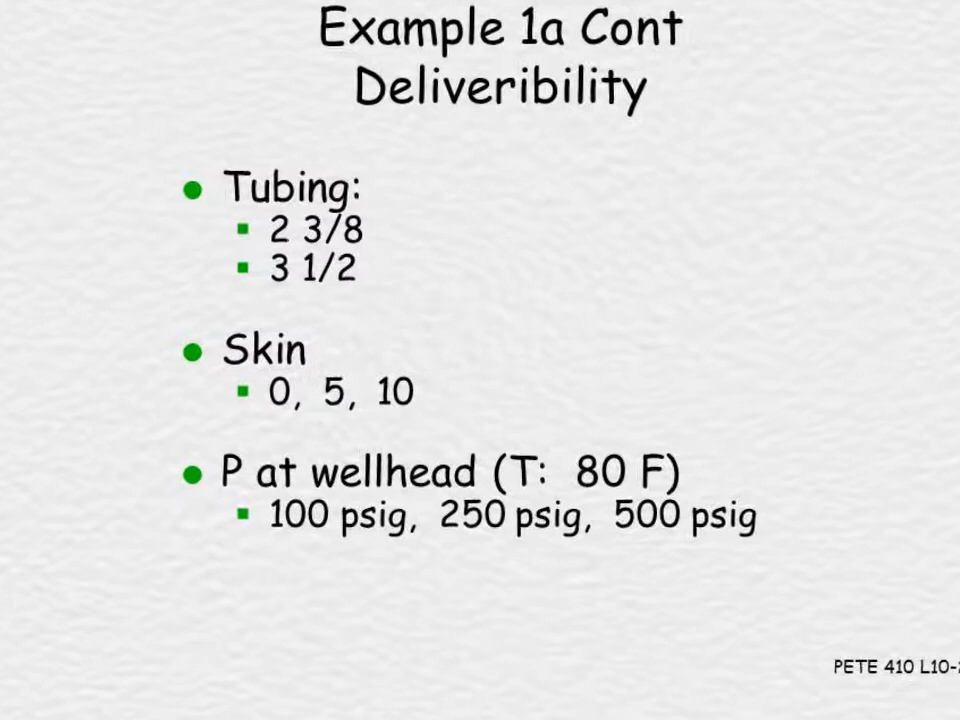 Example 1a Cont
Deliveribility
Tubing:
2 3/8
3 1/2
Skin
0, 5, 10
P at wellhead (T: 80 F)
100 psig, 250 psig, 500 psig
PETE 410 L10-